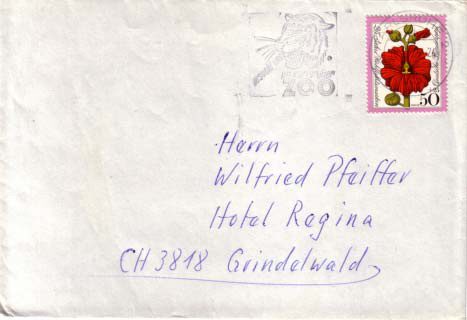 ZOO
50
Herrn
Wilfried Pfeiffer
Hotel Regina
CH 3818 Grindelwald